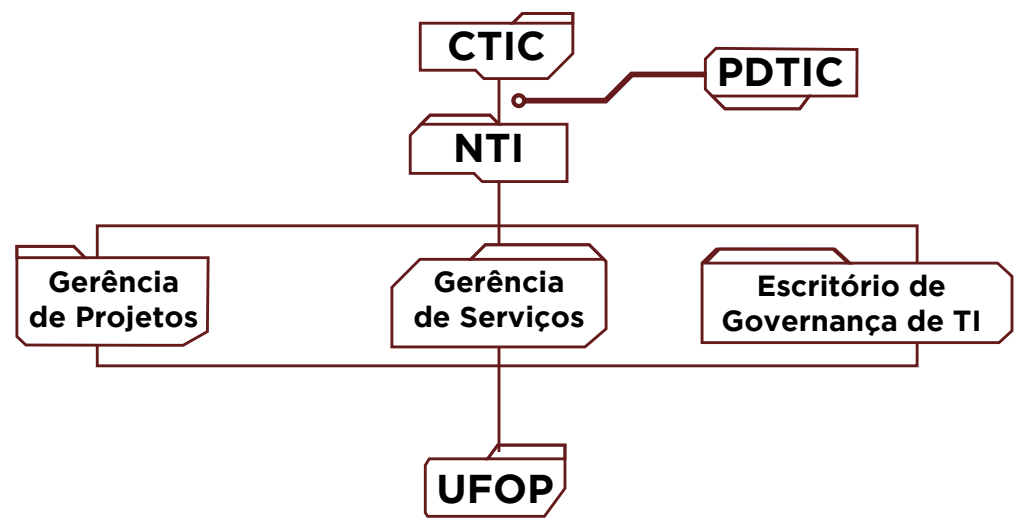 CTIC
PDTIC
NTI
Gerência
de Projetos
Gerência
de Serviços
Escritório de
Governança de TI
UFOP